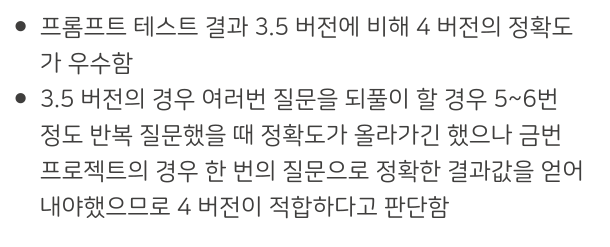 • 프롬프트 테스트 결과 3.5 버전에 비해 4 버전의 정확도
가 우수함
• 3.5 버전의 경우 여러번 질문을 되풀이 할 경우 5~6번
정도 반복 질문했을 때 정확도가 올라가긴 했으나 금번
프로젝트의 경우 한 번의 질문으로 정확한 결과값을 얻어
내야했으므로 4 버전이 적합하다고 판단함